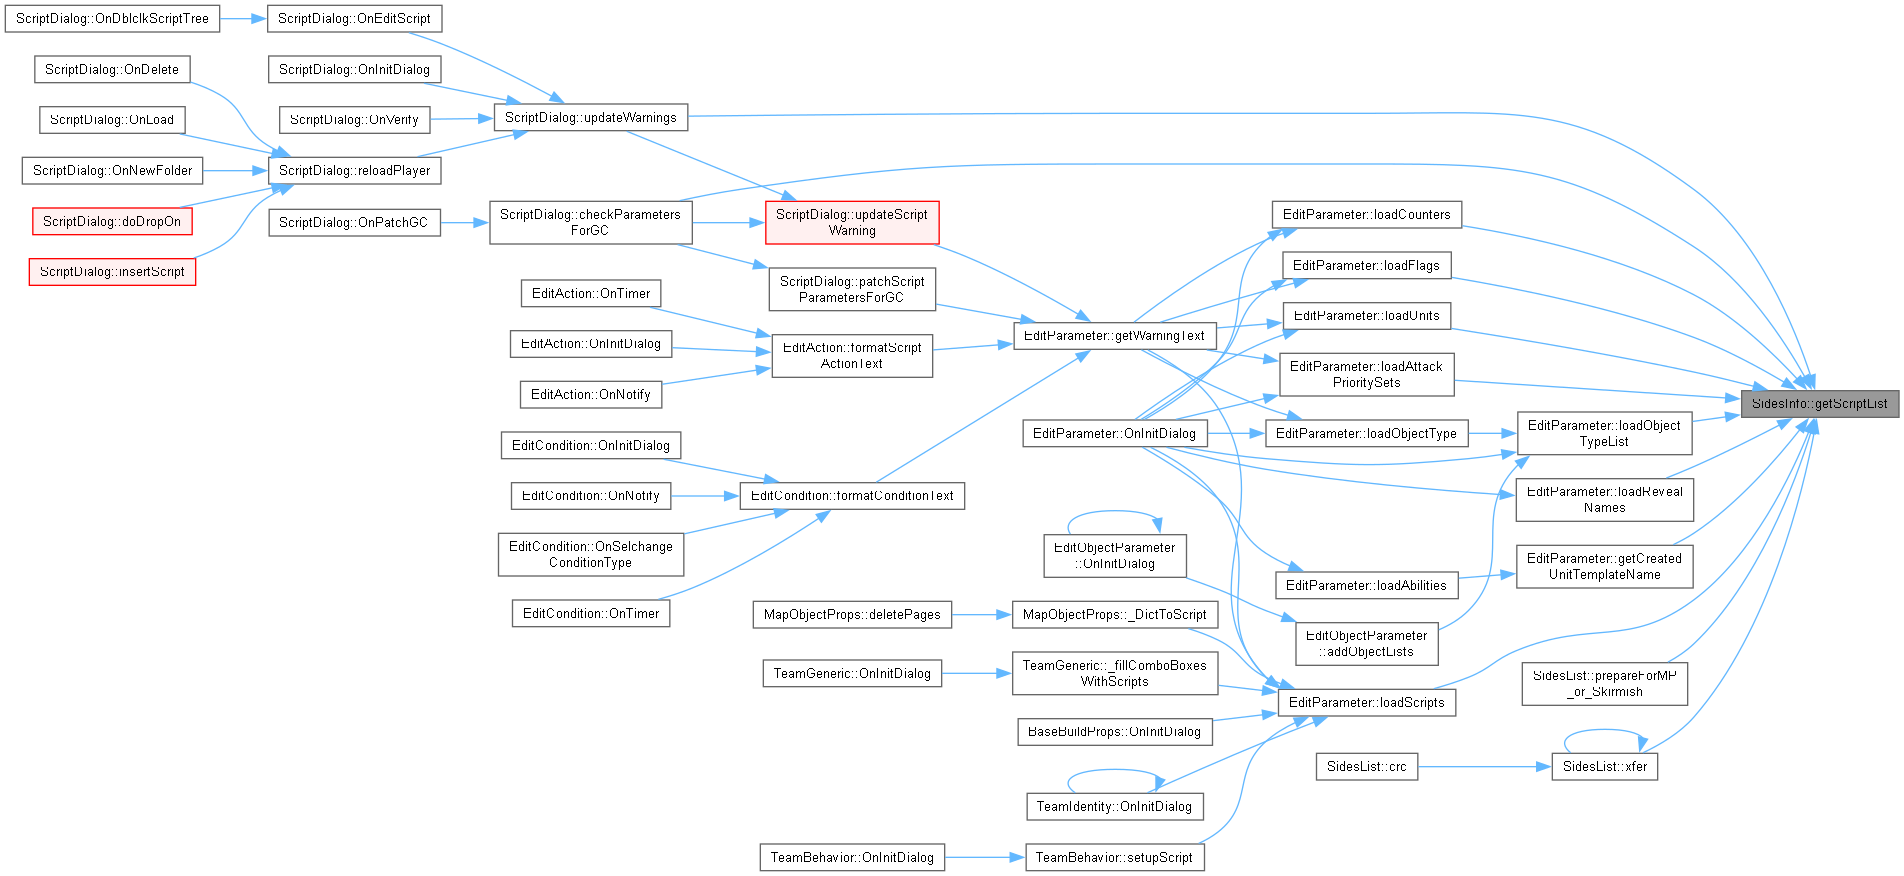 ScriptDialog::OnDblclkScriptTree
ScriptDialog::OnEditScript
ScriptDialog::OnDelete
ScriptDialog::OnInitDialog
ScriptDialog::OnLoad
ScriptDialog::OnVerify
ScriptDialog::updateWarnings
ScriptDialog::OnNewFolder
ScriptDialog::reloadPlayer
ScriptDialog::doDropOn
ScriptDialog::OnPatchGC
ScriptDialog::checkParameters
ForGC
ScriptDialog::updateScript
Warning
ScriptDialog::insertScript
ScriptDialog::patchScript
ParametersForGC
EditAction::OnTimer
EditAction::OnInitDialog
EditAction::formatScript
ActionText
EditAction::OnNotify
EditCondition::OnInitDialog
EditCondition::OnNotify
EditCondition::formatConditionText
EditCondition::OnSelchange
ConditionType
EditCondition::OnTimer
EditParameter::getWarningText
EditParameter::OnInitDialog
EditParameter::loadCounters
EditParameter::loadFlags
EditParameter::loadUnits
EditParameter::loadAttack
PrioritySets
EditParameter::loadObjectType
EditParameter::loadObject
TypeList
EditParameter::loadReveal
Names
EditParameter::getCreated
UnitTemplateName
EditParameter::loadAbilities
EditObjectParameter
::OnInitDialog
EditObjectParameter
::addObjectLists
MapObjectProps::deletePages
MapObjectProps::_DictToScript
TeamGeneric::OnInitDialog
TeamGeneric::_fillComboBoxes
WithScripts
BaseBuildProps::OnInitDialog
EditParameter::loadScripts
TeamIdentity::OnInitDialog
TeamBehavior::OnInitDialog
TeamBehavior::setupScript
SidesList::prepareForMP
_or_Skirmish
SidesList::crc
SidesList::xfer
SidesInfo::getScriptList